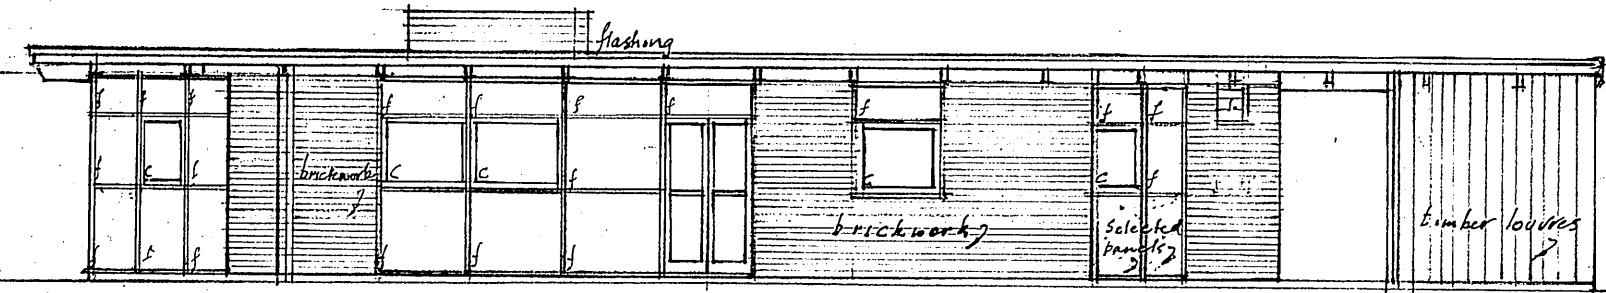 flashing
f f f f f f f f f f
c f c c f c f
brickwork
brickwork
selected
panels
timber louvres
f f f f f f